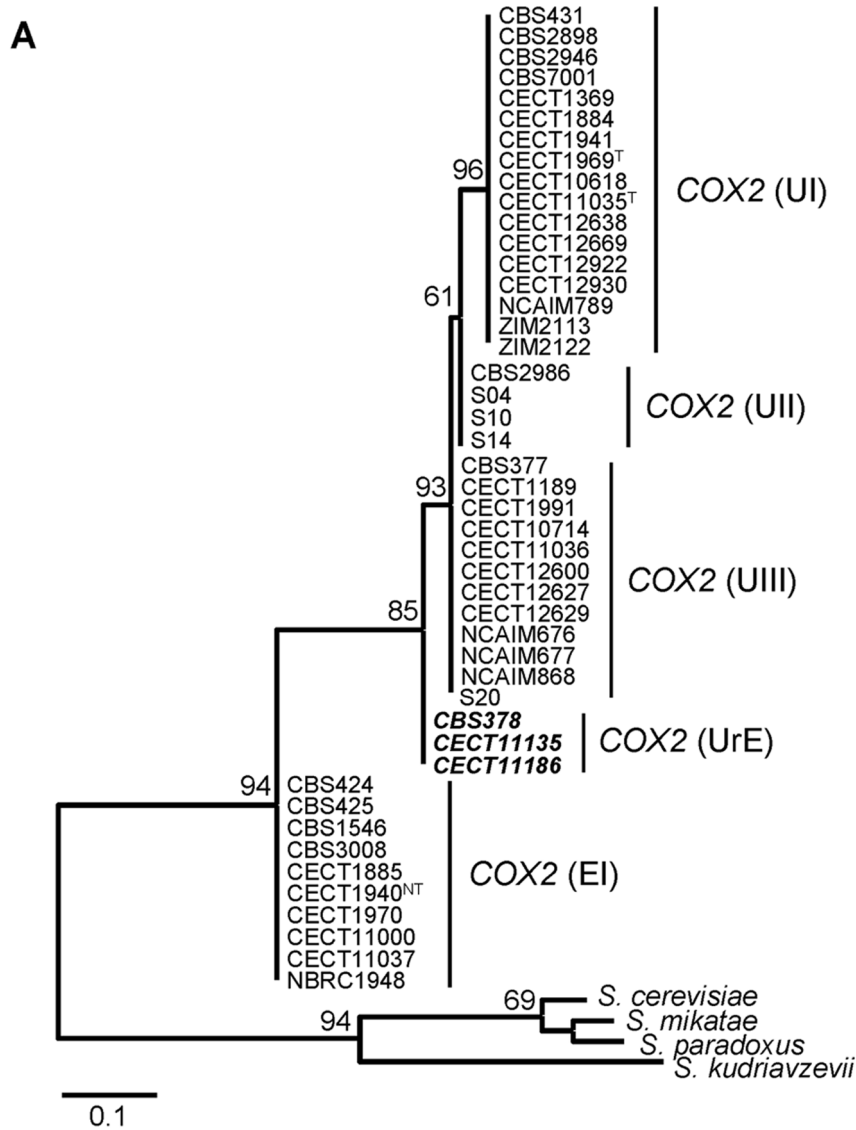 A
CBS431
CBS2898
CBS2946
CBS7001
CECT1369
CECT1884
CECT1941
CECT1969T
CECT10618
CECT11035T
CECT12638
CECT12669
CECT12922
CECT12930
NCAIM789
ZIM2113
ZIM2122
96
COX2 (UI)
61
CBS2986
S04
S10
S14
COX2 (UII)
93
CBS377
CECT1189
CECT1991
CECT10714
CECT11036
CECT12600
CECT12627
CECT12629
NCAIM676
NCAIM677
NCAIM868
S20
COX2 (UIII)
85
CBS378
CECT11135
CECT11186
COX2 (UrE)
94
CBS424
CBS425
CBS1546
CBS3008
CECT1885
CECT1940NT
CECT1970
CECT11000
CECT11037
NBRC1948
COX2 (EI)
69
94
S. cerevisiae
S. mikatae
S. paradoxus
S. kudriavzevii
0.1